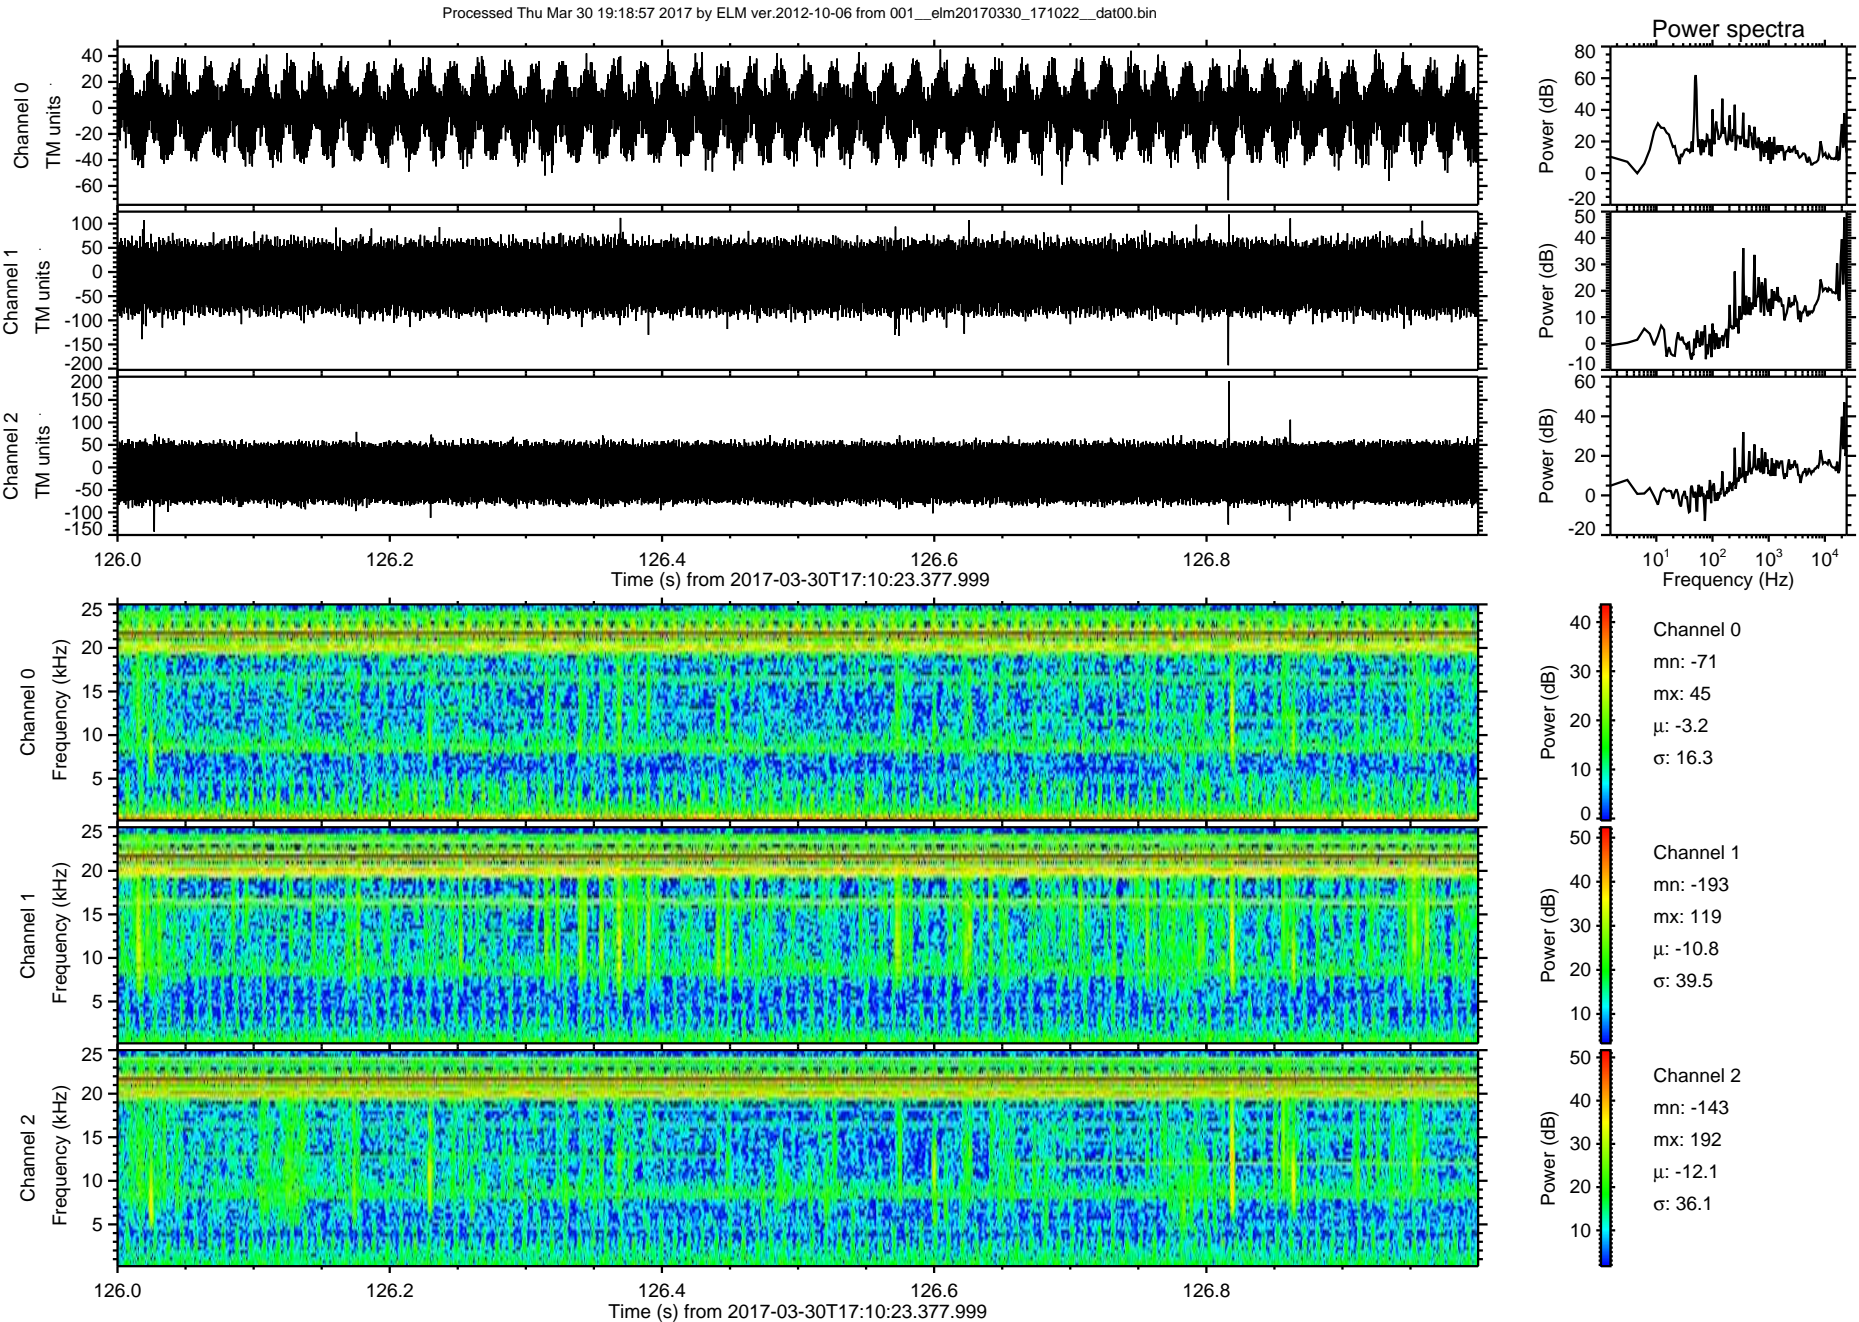 Processed Thu Mar 30 19:18:57 2017 by ELM ver.2012-10-06 from 001__elm20170330_171022__dat00.bin
Power spectra
Channel 0
TM units
40
20
0
-20
-40
-60
Power (dB)
80
60
40
20
0
-20
Channel 1
TM units
100
50
0
-50
-100
-150
-200
Power (dB)
50
40
30
20
10
0
-10
Channel 2
TM units
200
150
100
50
0
-50
-100
-150
Power (dB)
60
40
20
0
-20
126.0 126.2 126.4 126.6 126.8
Time (s) from 2017-03-30T17:10:23.377.999
10^1 10^2 10^3 10^4
Frequency (Hz)
Channel 0
Frequency (kHz)
25
20
15
10
5
Power (dB)
40
30
20
10
0
Channel 0
mn: -71
mx: 45
μ: -3.2
σ: 16.3
Channel 1
Frequency (kHz)
25
20
15
10
5
Power (dB)
50
40
30
20
10
Channel 1
mn: -193
mx: 119
μ: -10.8
σ: 39.5
Channel 2
Frequency (kHz)
25
20
15
10
5
Power (dB)
50
40
30
20
10
Channel 2
mn: -143
mx: 192
μ: -12.1
σ: 36.1
126.0 126.2 126.4 126.6 126.8
Time (s) from 2017-03-30T17:10:23.377.999